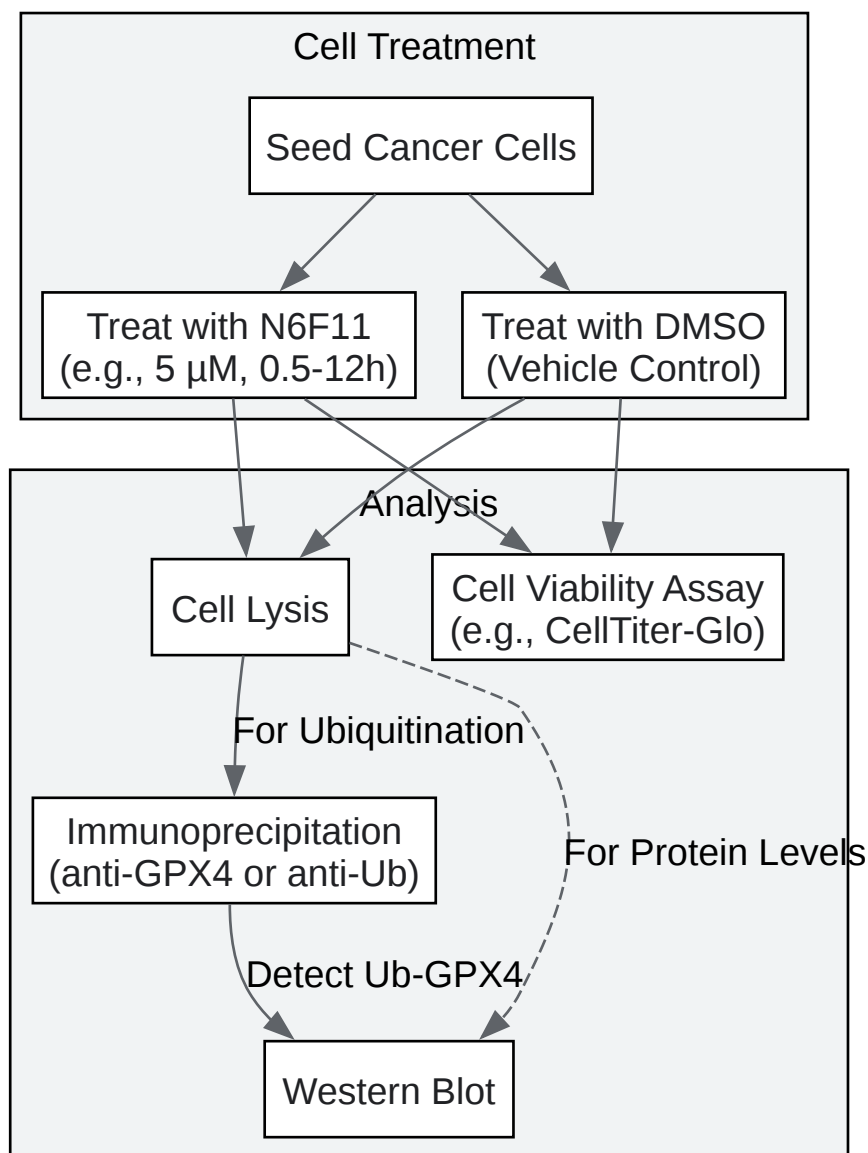 Cell Treatment
Seed Cancer Cells
Treat with N6F11
(e.g., 5 µM, 0.5-12h)
Treat with DMSO
(Vehicle Control)
Analysis
Cell Lysis
Cell Viability Assay
(e.g., CellTiter-Glo)
For Ubiquitination
Immunoprecipitation
(anti-GPX4 or anti-Ub)
For Protein Levels
Detect Ub-GPX4
Western Blot